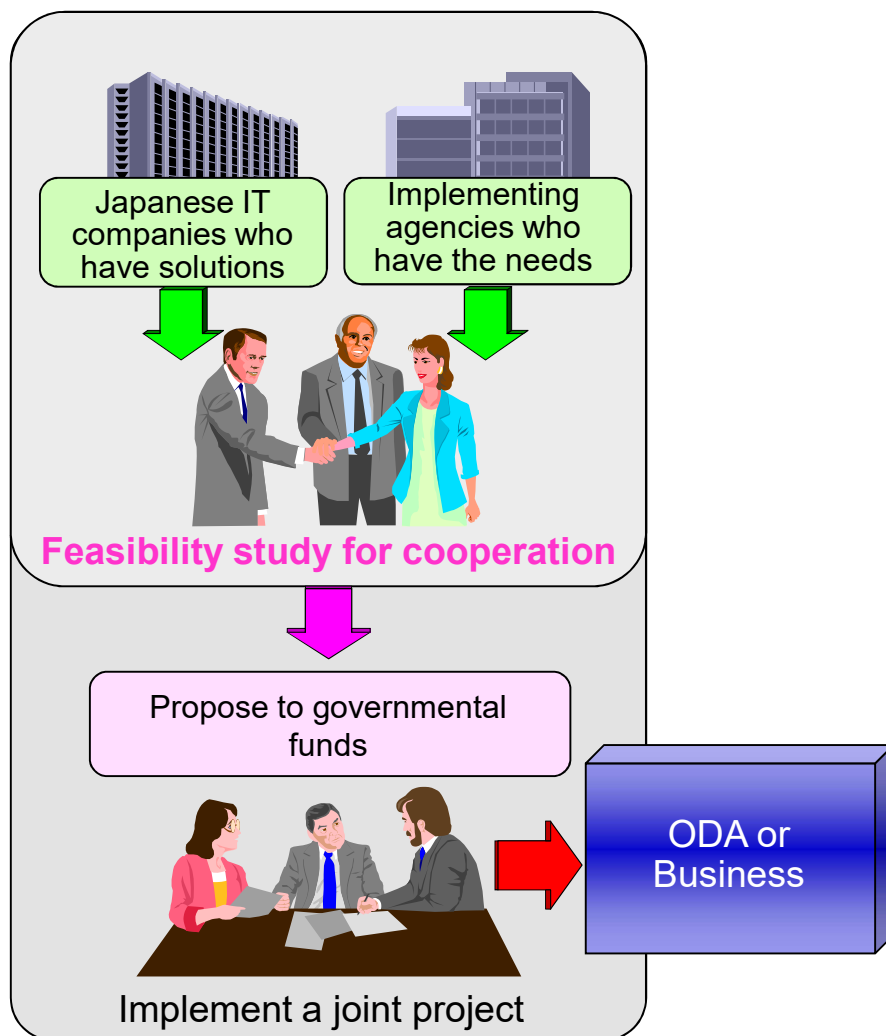 Japanese IT
companies who
have solutions
Implementing
agencies who
have the needs
Feasibility study for cooperation
Propose to governmental
funds
ODA or
Business
Implement a joint project